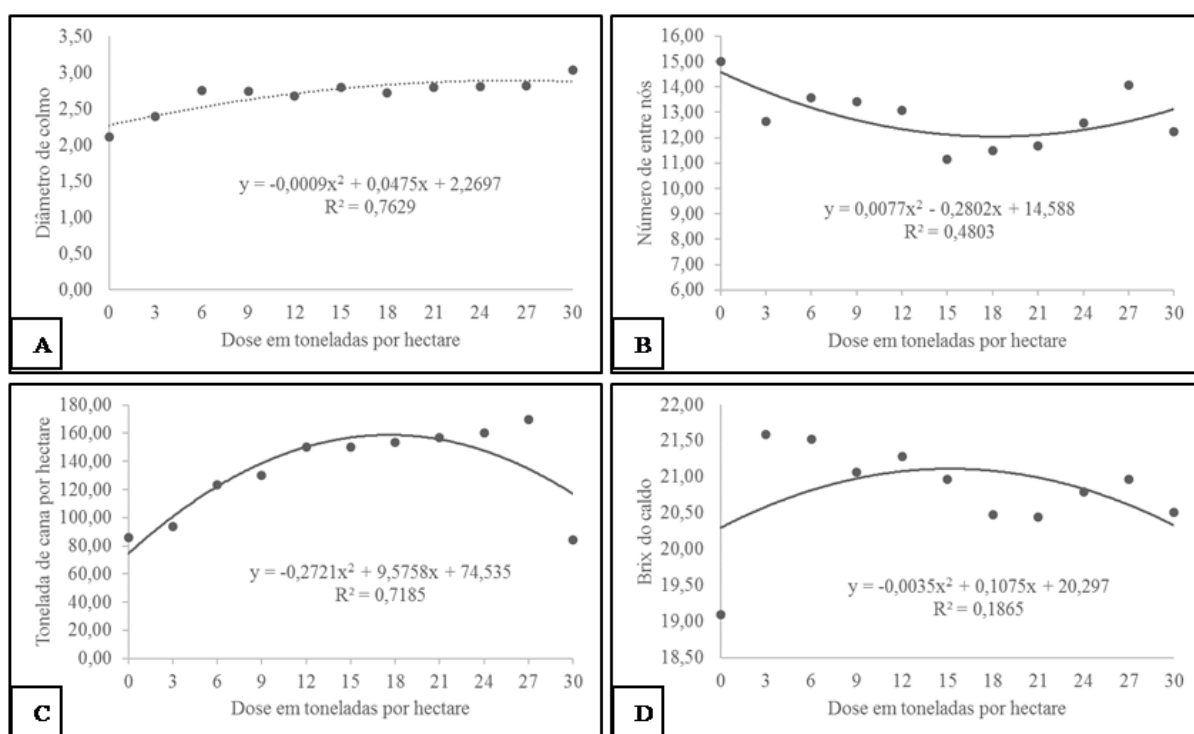 3,50
3,00
2,50
2,00
1,50
1,00
0,50
0,00
Diâmetro de colmo
y = -0,0009x² + 0,0475x + 2,2697
R² = 0,7629
0 3 6 9 12 15 18 21 24 27 30
Dose em toneladas por hectare
A
16,00
15,00
14,00
13,00
12,00
11,00
10,00
9,00
8,00
7,00
6,00
Número de entre nós
y = 0,0077x² - 0,2802x + 14,588
R² = 0,4803
0 3 6 9 12 15 18 21 24 27 30
Dose em toneladas por hectare
B
180,00
160,00
140,00
120,00
100,00
80,00
60,00
40,00
20,00
0,00
Tonelada de cana por hectare
y = -0,2721x² + 9,5758x + 74,535
R² = 0,7185
0 3 6 9 12 15 18 21 24 27 30
Dose em toneladas por hectare
C
22,00
21,50
21,00
20,50
20,00
19,50
19,00
18,50
Brix do caldo
y = -0,0035x² + 0,1075x + 20,297
R² = 0,1865
0 3 6 9 12 15 18 21 24 27 30
Dose em toneladas por hectare
D